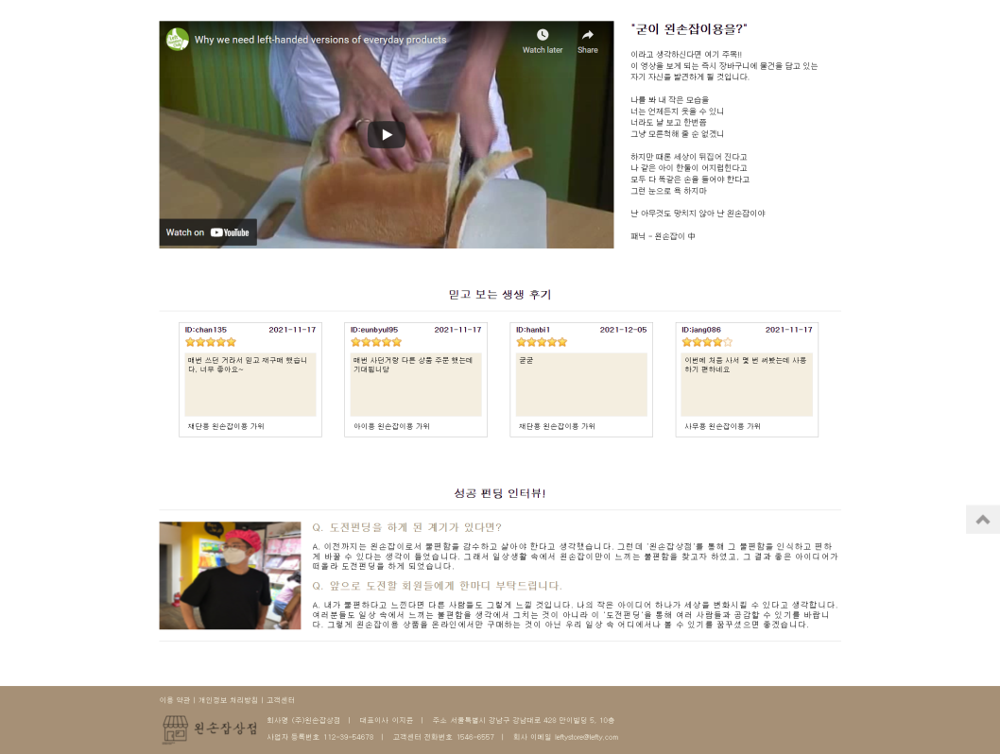 Why we need left-handed versions of everyday products
Watch later
Share
Watch on YouTube
"굳이 왼손잡이용을?"
이라고 생각하신다면 여기 주목!!
이 영상을 보게 되는 즉시 장바구니에 물건을 담고 있는
자기 자신을 발견하게 될 것입니다.
나를 봐 내 작은 모습을
너는 언제든지 웃을 수 있니
너라도 날 보고 한번쯤
그냥 모른척해 줄 순 없겠니
하지만 때론 세상이 뒤집어 진다고
나 같은 아이 한둘이 어지럽힌다고
모두 다 똑같은 손을 들어야 한다고
그런 눈으로 욕 하지마
난 아무것도 망치지 않아 난 왼손잡이야
패닉 - 왼손잡이 中
믿고 보는 생생 후기
ID:chan135 2021-11-17
매번 쓰던 거라서 믿고 재구매 했습니
다. 너무 좋아요~
재단용 왼손잡이용 가위
ID:eunbyul95 2021-11-17
매번 사던거랑 다른 상품 주문 했는데
기대됩니당
아이용 왼손잡이용 가위
ID:hanbi1 2021-12-05
굳굳
재단용 왼손잡이용 가위
ID:jang086 2021-11-17
이번에 처음 사서 몇 번 써봤는데 사용
하기 편하네요
사무용 왼손잡이용 가위
성공 펀딩 인터뷰!
Q. 도전펀딩을 하게 된 계기가 있다면?
A. 이전까지는 왼손잡이로서 불편함을 감수하고 살아야 한다고 생각했습니다. 그런데 '왼손잡상점'를 통해 그 불편함을 인식하고 편하
게 바꿀 수 있다는 생각이 들었습니다. 그래서 일상생활 속에서 왼손잡이만이 느끼는 불편함을 찾고자 하였고, 그 결과 좋은 아이디어가
떠올라 도전펀딩을 하게 되었습니다.
Q. 앞으로 도전할 회원들에게 한마디 부탁드립니다.
A. 내가 불편하다고 느낀다면 다른 사람들도 그렇게 느낄 것입니다. 나의 작은 아이디어 하나가 세상을 변화시킬 수 있다고 생각합니다.
여러분들도 일상 속에서 느끼는 불편함을 생각에서 그치는 것이 아니라 이 '도전펀딩'을 통해 여러 사람들과 공감할 수 있기를 바랍니
다. 그렇게 왼손잡이용 상품을 온라인에서만 구매하는 것이 아닌 우리 일상 속 어디에서나 볼 수 있기를 꿈꾸셨으면 좋겠습니다.
이용 약관 | 개인정보 처리방침 | 고객센터
왼손잡상점
회사명 (주)왼손잡상점 | 대표이사 이지은 | 주소 서울특별시 강남구 강남대로 428 만이빌딩 5, 10층
사업자 등록번호 112-39-54678 | 고객센터 전화번호 1546-6557 | 회사 이메일 leftystore@lefty.com